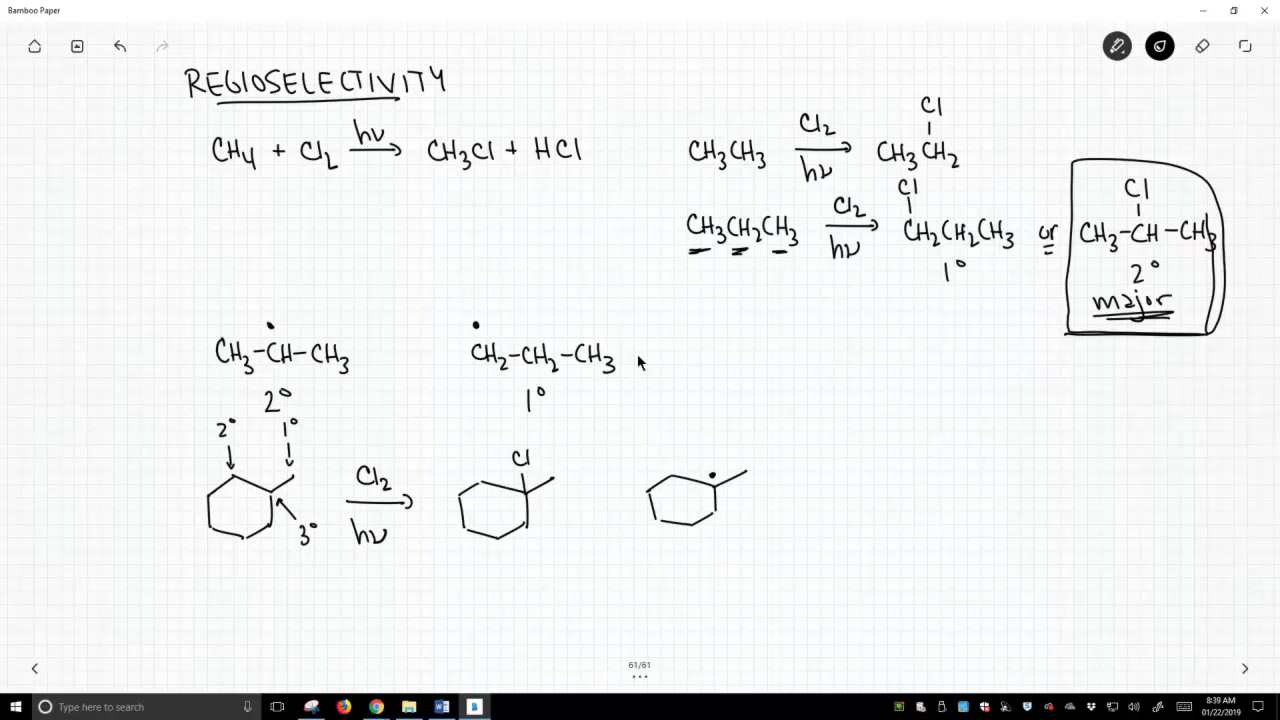 Bamboo Paper
REGIOSELECTIVITY
CH4 + Cl2 hν CH3Cl + HCl
CH3CH3 Cl2 hν CH3CH2 Cl
CH3CH2CH3 Cl2 hν Cl CH2CH2CH3 or Cl CH3-CH-CH3
1° 2°
major
CH3-CH-CH3 CH2-CH2-CH3
2° 1°
2° 1°
Cl2 Cl
hν
3°
61/61
Type here to search
8:39 AM
01/22/2019